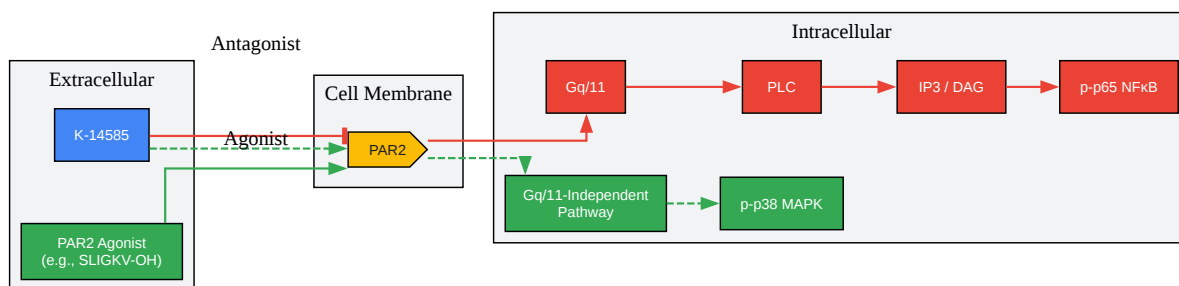 Antagonist
Extracellular
K-14585
Agonist
PAR2 Agonist
(e.g., SLIGKV-OH)
Cell Membrane
PAR2
Intracellular
Gq/11
PLC
IP3 / DAG
p-p65 NFκB
Gq/11-Independent
Pathway
p-p38 MAPK